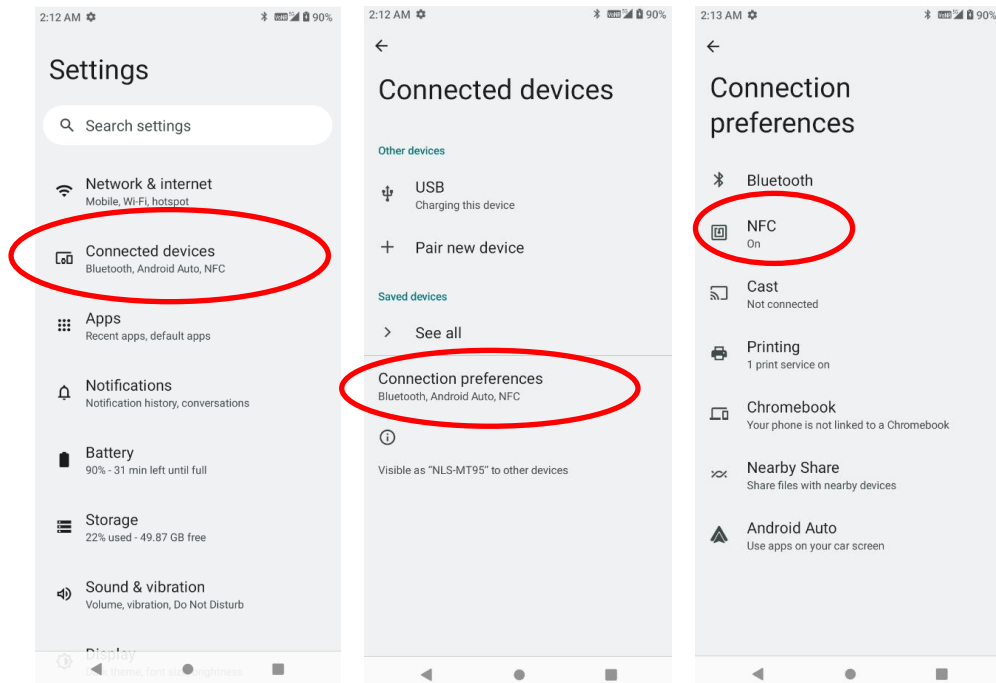 2:12 AM 90%
Settings
Search settings
Network & internet
Mobile, Wi-Fi, hotspot
Connected devices
Bluetooth, Android Auto, NFC
Apps
Recent apps, default apps
Notifications
Notification history, conversations
Battery
90% - 31 min left until full
Storage
22% used - 49.87 GB free
Sound & vibration
Volume, vibration, Do Not Disturb
Display
2:12 AM 90%
Connected devices
Other devices
USB
Charging this device
Pair new device
Saved devices
See all
Connection preferences
Bluetooth, Android Auto, NFC
Visible as "NLS-MT95" to other devices
2:13 AM 90%
Connection
preferences
Bluetooth
NFC
On
Cast
Not connected
Printing
1 print service on
Chromebook
Your phone is not linked to a Chromebook
Nearby Share
Share files with nearby devices
Android Auto
Use apps on your car screen